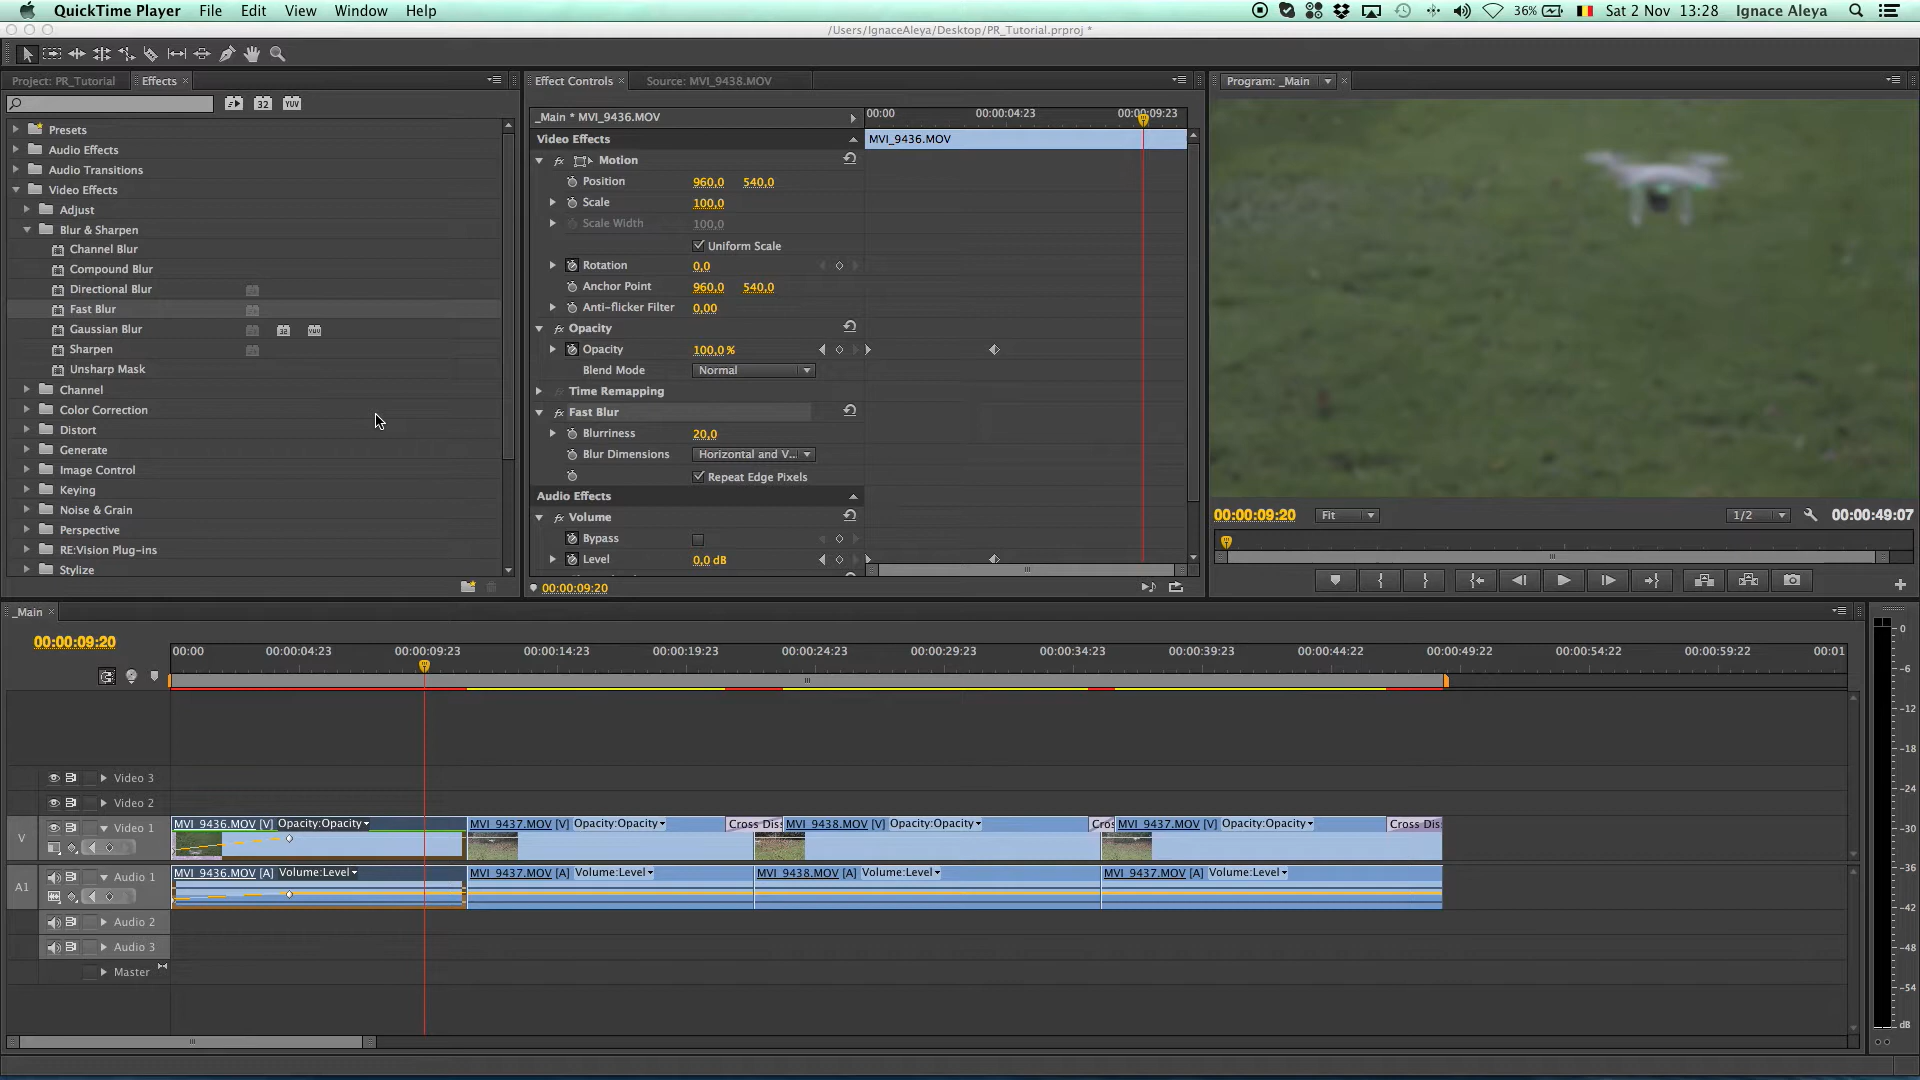 QuickTime Player File Edit View Window Help 36% Sat 2 Nov 13:28 Ignace Aleya
/Users/IgnaceAleya/Desktop/PR_Tutorial.prproj *
Project: PR_Tutorial Effects ×
32 YUV
Presets
Audio Effects
Audio Transitions
Video Effects
Adjust
Blur & Sharpen
Channel Blur
Compound Blur
Directional Blur
Fast Blur
Gaussian Blur
Sharpen
Unsharp Mask
Channel
Color Correction
Distort
Generate
Image Control
Keying
Noise & Grain
Perspective
RE:Vision Plug-ins
Stylize
Effect Controls × Source: MVI_9438.MOV
_Main * MVI_9436.MOV 00:00 00:00:04:23 00:00:09:23
Video Effects MVI_9436.MOV
Motion
Position 960,0 540,0
Scale 100,0
Scale Width 100,0
Uniform Scale
Rotation 0,0
Anchor Point 960,0 540,0
Anti-flicker Filter 0,00
Opacity
Opacity 100,0 %
Blend Mode Normal
Time Remapping
Fast Blur
Blurriness 20,0
Blur Dimensions Horizontal and V...
Repeat Edge Pixels
Audio Effects
Volume
Bypass
Level 0,0 dB
00:00:09:20
Program: _Main ×
00:00:09:20 Fit 1/2 00:00:49:07
_Main ×
00:00:09:20
00:00 00:00:04:23 00:00:09:23 00:00:14:23 00:00:19:23 00:00:24:23 00:00:29:23 00:00:34:23 00:00:39:23 00:00:44:22 00:00:49:22 00:00:54:22 00:00:59:22 00:01
Video 3
Video 2
V Video 1
MVI_9436.MOV [V] Opacity:Opacity MVI_9437.MOV [V] Opacity:Opacity Cross Dis MVI_9438.MOV [V] Opacity:Opacity Cros MVI_9437.MOV [V] Opacity:Opacity Cross Dis
A1 Audio 1
MVI_9436.MOV [A] Volume:Level MVI_9437.MOV [A] Volume:Level MVI_9438.MOV [A] Volume:Level MVI_9437.MOV [A] Volume:Level
Audio 2
Audio 3
Master
0
-6
-12
-18
-24
-30
-36
-42
-48
-54
dB